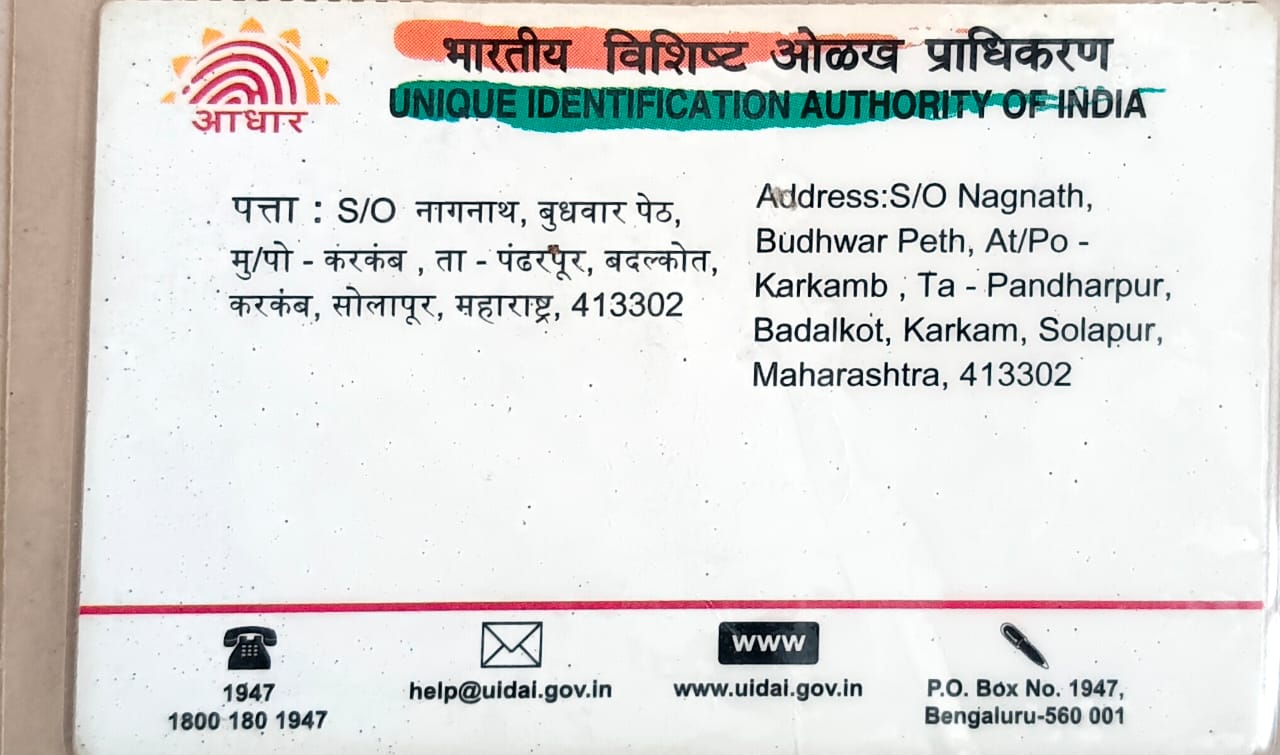 आधार
भारतीय विशिष्ट ओळख प्राधिकरण
UNIQUE IDENTIFICATION AUTHORITY OF INDIA
पत्ता : S/O नागनाथ, बुधवार पेठ,
मु/पो - करकंब , ता - पंढरपूर, बदल्कोत,
करकंब, सोलापूर, महाराष्ट्र, 413302
Address:S/O Nagnath,
Budhwar Peth, At/Po -
Karkamb , Ta - Pandharpur,
Badalkot, Karkam, Solapur,
Maharashtra, 413302
1947
1800 180 1947
help@uidai.gov.in
www
www.uidai.gov.in
P.O. Box No. 1947,
Bengaluru-560 001